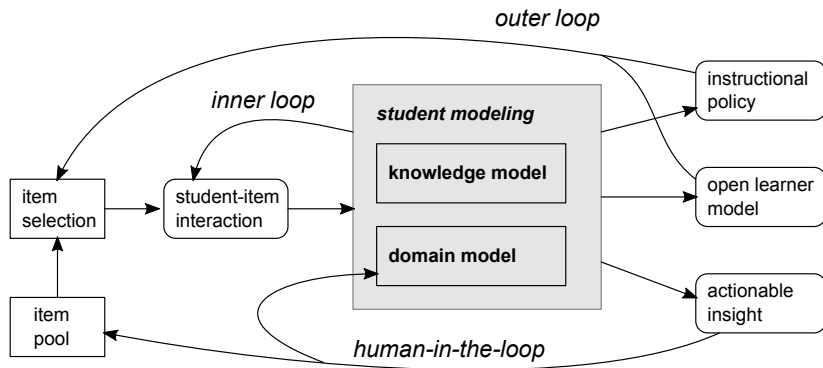 outer loop
instructional
policy
inner loop
student modeling
knowledge model
item
selection
student-item
interaction
open learner
model
domain model
item
pool
actionable
insight
human-in-the-loop